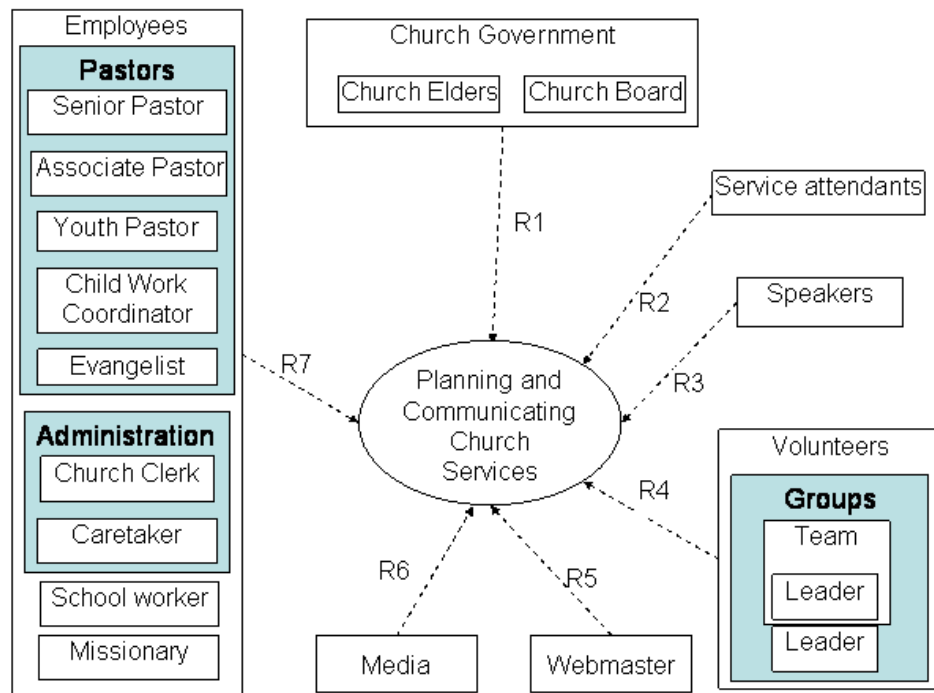 Employees
Pastors
Senior Pastor
Associate Pastor
Youth Pastor
Child Work
Coordinator
Evangelist
Administration
Church Clerk
Caretaker
School worker
Missionary
Church Government
Church Elders
Church Board
R1
Service attendants
R2
Speakers
R3
R7
Planning and
Communicating
Church
Services
Volunteers
Groups
Team
Leader
Leader
R4
R6
R5
Media
Webmaster